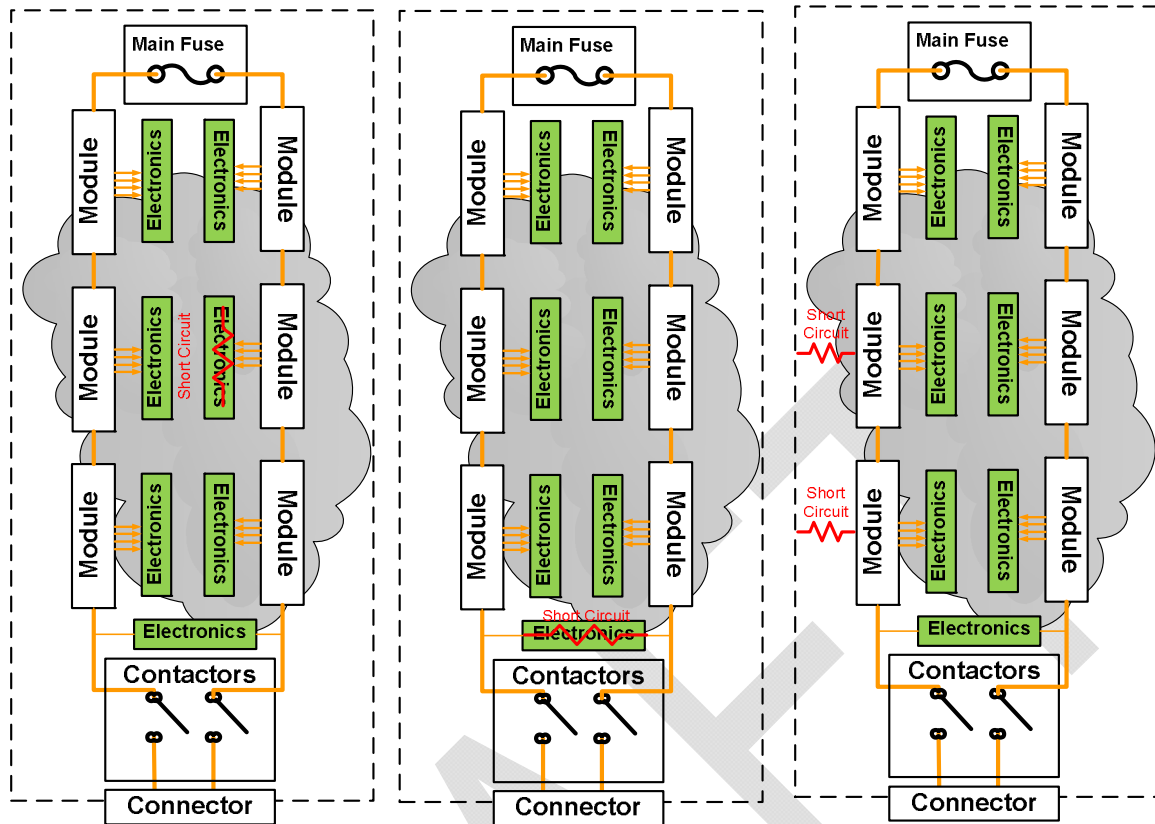 Main Fuse
Module
Electronics
Electronics
Module
Module
Electronics
Short Circuit
Electronics
Module
Module
Electronics
Electronics
Module
Electronics
Contactors
Connector
Main Fuse
Module
Electronics
Electronics
Module
Module
Electronics
Electronics
Module
Module
Electronics
Electronics
Module
Short Circuit
Electronics
Contactors
Connector
Main Fuse
Module
Electronics
Electronics
Module
Short
Circuit
Module
Electronics
Electronics
Module
Short
Circuit
Module
Electronics
Electronics
Module
Electronics
Contactors
Connector